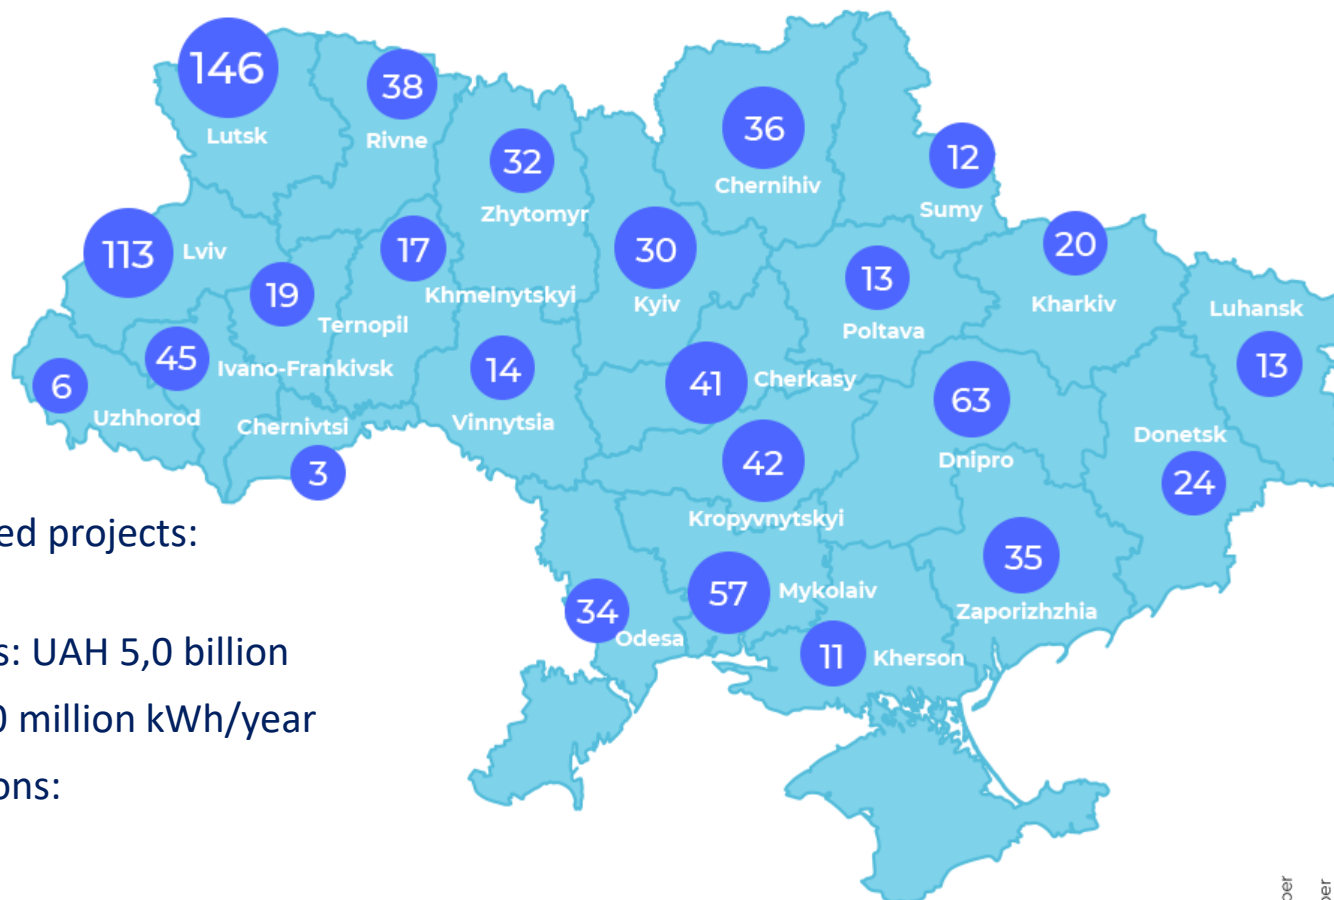 146
Lutsk
38
Rivne
32
Zhytomyr
36
Chernihiv
12
Sumy
113
Lviv
19
Ternopil
17
Khmelnytskyi
30
Kyiv
13
Poltava
20
Kharkiv
Luhansk
13
6
Uzhhorod
45
Ivano-Frankivsk
Chernivtsi
3
14
Vinnytsia
41
Cherkasy
42
Kropyvnytskyi
63
Dnipro
Donetsk
24
34
Odesa
57
Mykolaiv
11
Kherson
35
Zaporizhzhia
ed projects:
s: UAH 5,0 billion
0 million kWh/year
ons:
ber
ber